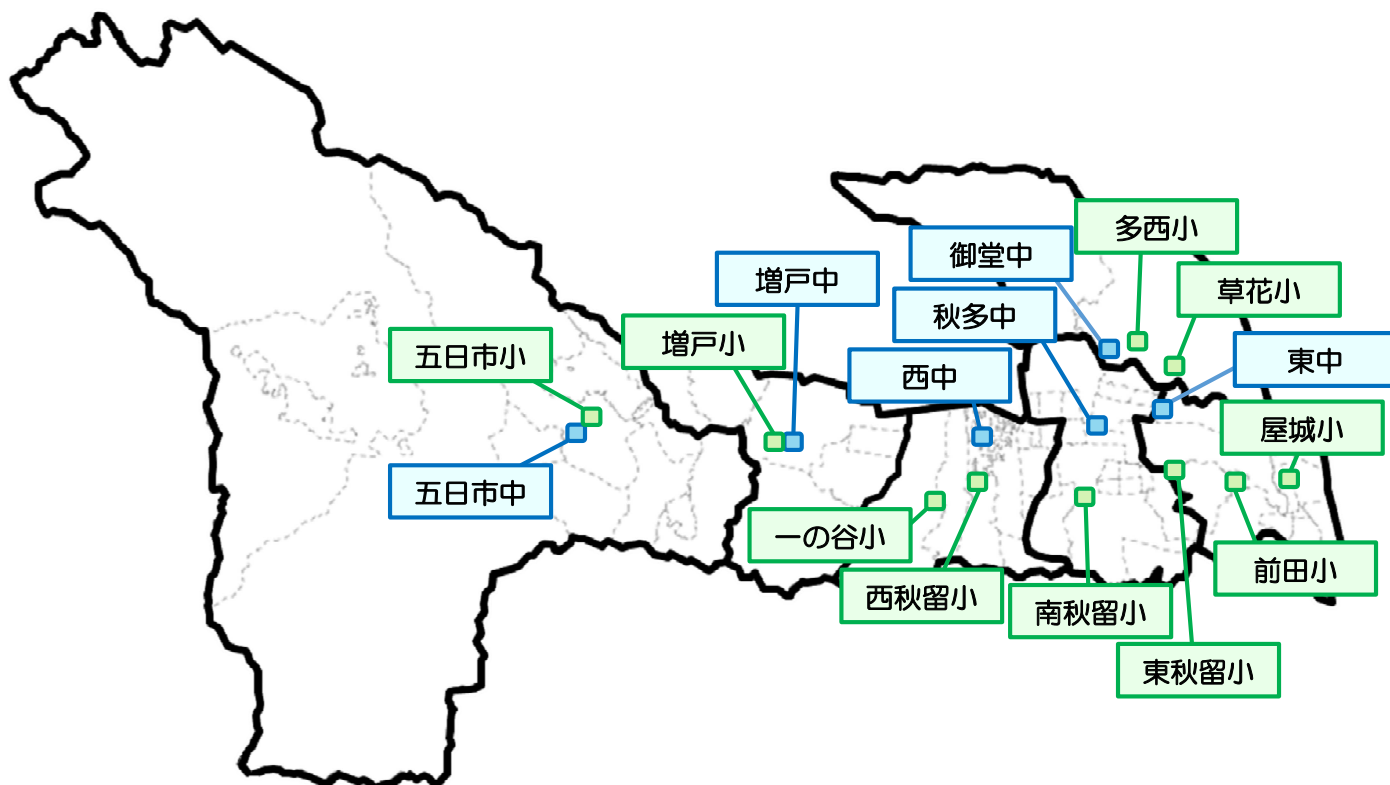 多西小
御堂中
増戸中
草花小
秋多中
五日市小
増戸小
東中
西中
屋城小
五日市中
一の谷小
前田小
西秋留小
南秋留小
東秋留小